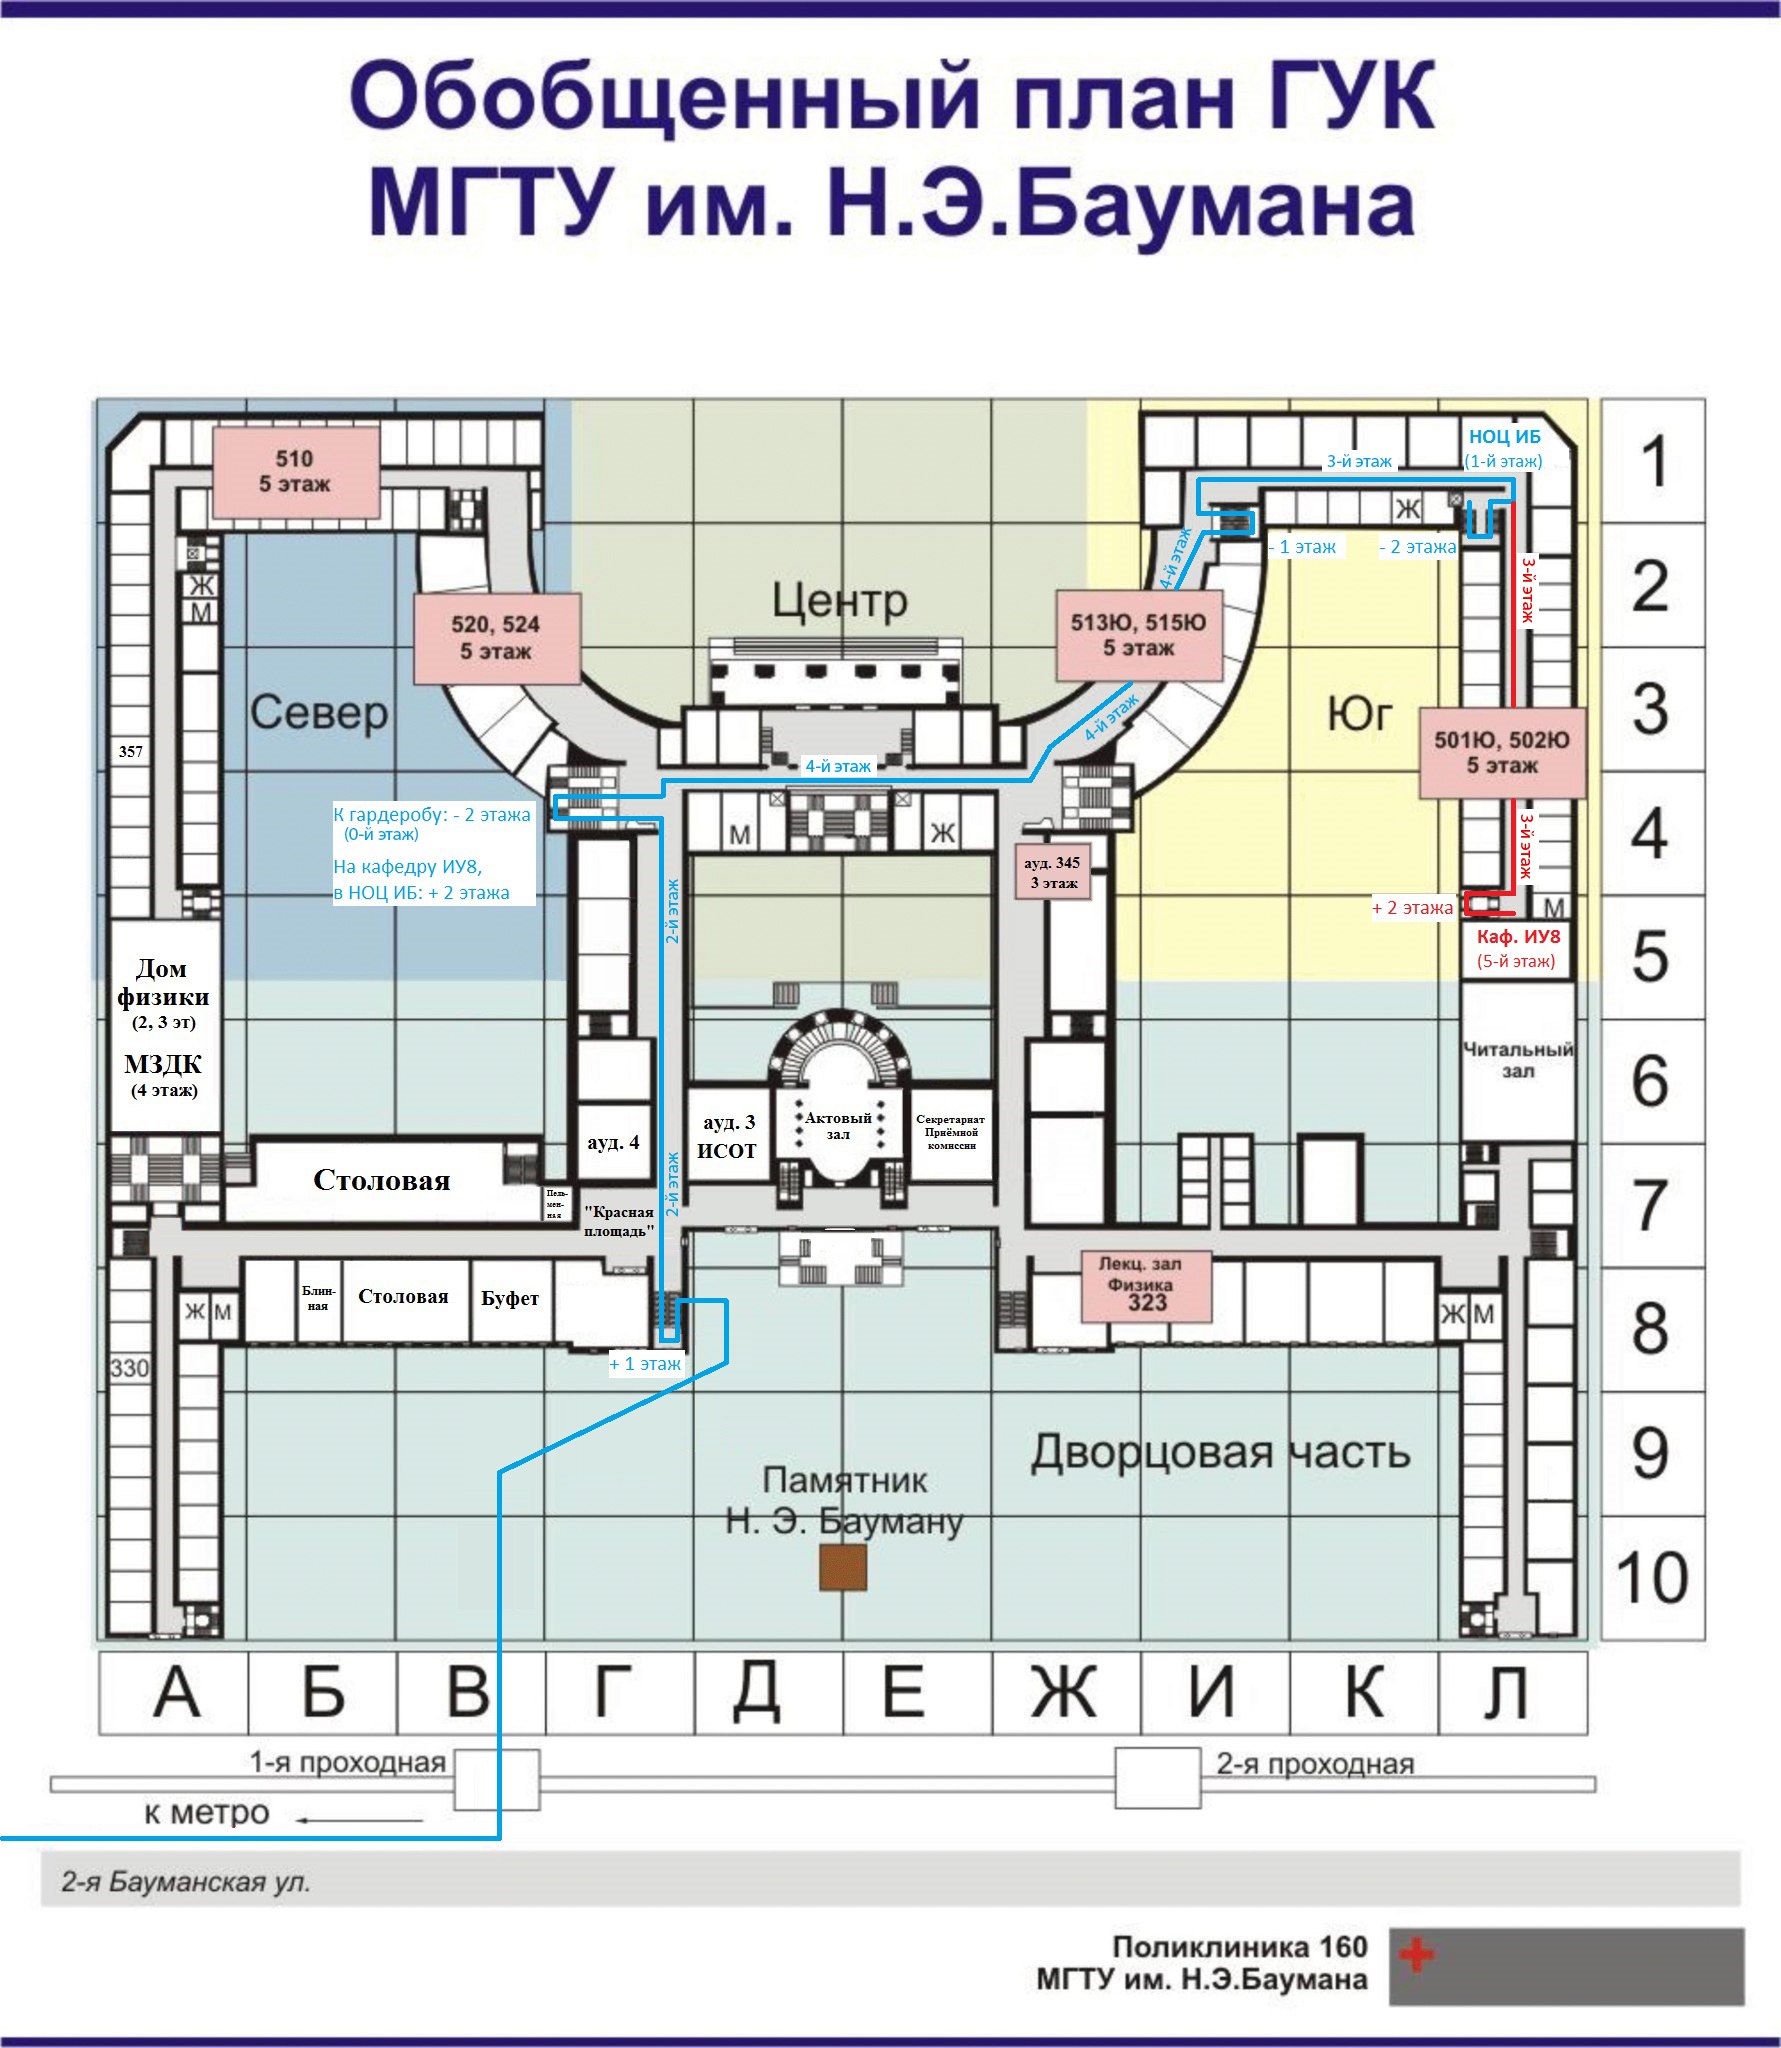 Обобщенный план ГУК
МГТУ им. Н.Э.Баумана
510
5 этаж
НОЦ ИБ
(1-й этаж)
3-й этаж
1
Ж
- 1 этаж
- 2 этажа
4-й этаж
3-й этаж
Ж
М
2
Центр
520, 524
5 этаж
513Ю, 515Ю
5 этаж
Север
Юг
3
357
4-й этаж
4-й этаж
501Ю, 502Ю
5 этаж
К гардеробу: - 2 этажа
(0-й этаж)
На кафедру ИУ8,
в НОЦ ИБ: + 2 этажа
М
Ж
4
ауд. 345
3 этаж
3-й этаж
2-й этаж
+ 2 этажа
М
Каф. ИУ8
(5-й этаж)
5
Дом
физики
(2, 3 эт)
МЗДК
(4 этаж)
Читальный
зал
6
ауд. 4
ауд. 3
ИСОТ
Актовый
зал
Секретариат
Приёмной
комиссии
Столовая
Пель-
мен-
ная
"Красная
площадь"
2-й этаж
7
Лекц. зал
Физика
323
Ж М
Блин-
ная
Столовая
Буфет
Ж М
8
330
+ 1 этаж
Дворцовая часть
9
Памятник
Н. Э. Бауману
10
А Б В Г Д Е Ж И К Л
1-я проходная
2-я проходная
к метро
2-я Бауманская ул.
Поликлиника 160
МГТУ им. Н.Э.Баумана